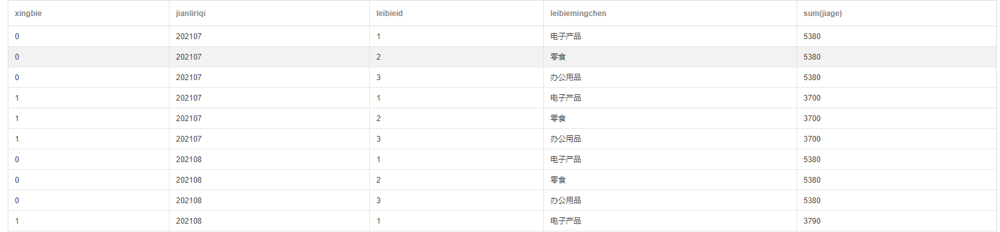 xingbie jianliriqi leibieid leibiemingchen sum(jiage)
0 202107 1 电子产品 5380
0 202107 2 零食 5380
0 202107 3 办公用品 5380
1 202107 1 电子产品 3700
1 202107 2 零食 3700
1 202107 3 办公用品 3700
0 202108 1 电子产品 5380
0 202108 2 零食 5380
0 202108 3 办公用品 5380
1 202108 1 电子产品 3790